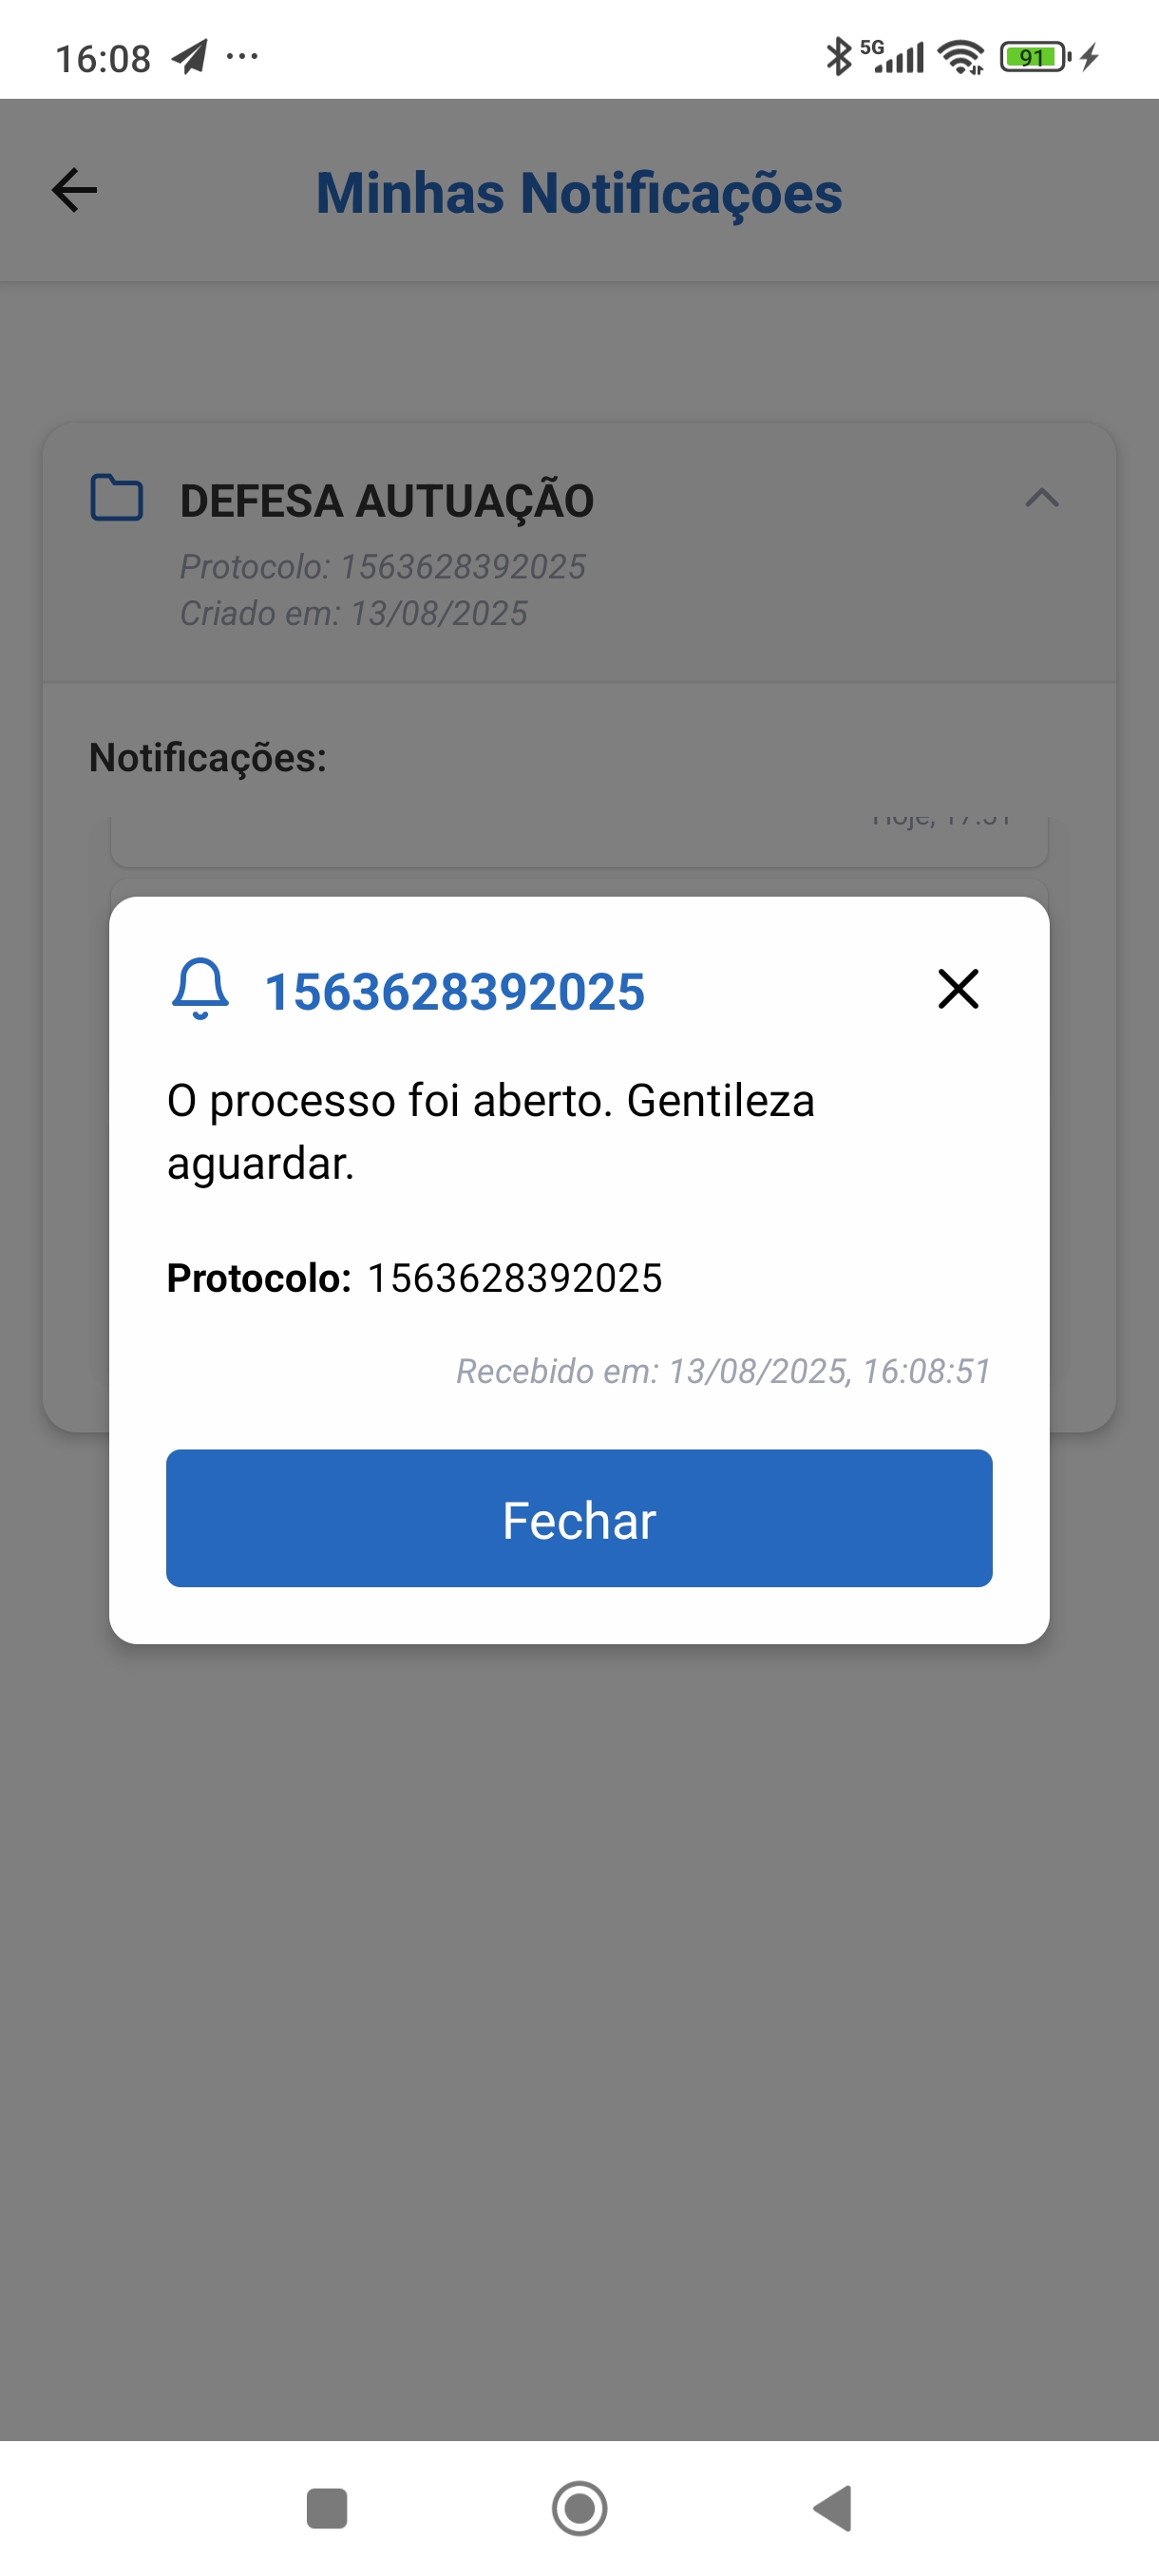 16:08
5G
91
Minhas Notificações
DEFESA AUTUAÇÃO
Protocolo: 1563628392025
Criado em: 13/08/2025
Notificações:
1563628392025
O processo foi aberto. Gentileza
aguardar.
Protocolo: 1563628392025
Recebido em: 13/08/2025, 16:08:51
Fechar